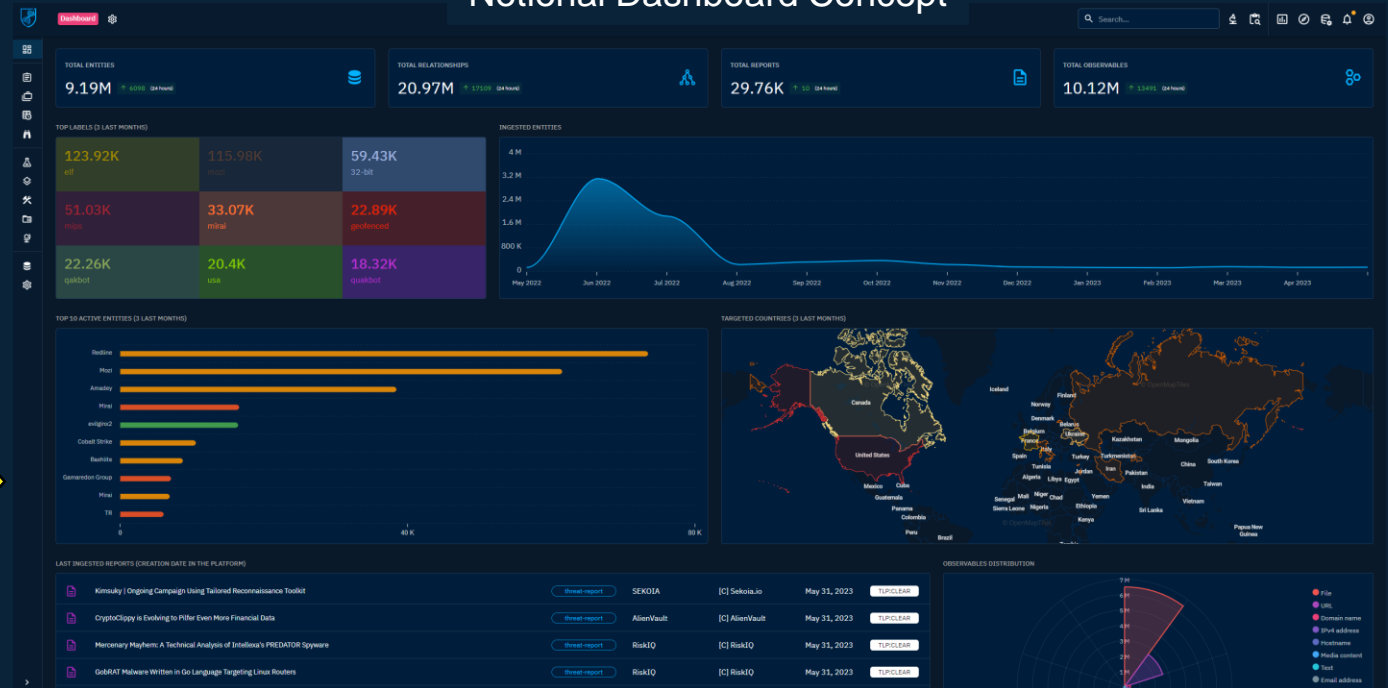 Notional Dashboard Concept
Dashboard
Search...
TOTAL ENTITIES
9.19M ↑ 6098 (24 hours)
TOTAL RELATIONSHIPS
20.97M ↑ 17109 (24 hours)
TOTAL REPORTS
29.76K ↑ 10 (24 hours)
TOTAL OBSERVABLES
10.12M ↑ 13491 (24 hours)
TOP LABELS (3 LAST MONTHS)
123.92K
elf
115.98K
59.43K
32-bit
51.03K
mips
33.07K
mirai
22.89K
geofenced
22.26K
qakbot
20.4K
usa
18.32K
quakbot
INGESTED ENTITIES
4 M
3.2 M
2.4 M
1.6 M
800 K
0
May 2022 Jun 2022 Jul 2022 Aug 2022 Sep 2022 Oct 2022 Nov 2022 Dec 2022 Jan 2023 Feb 2023 Mar 2023 Apr 2023
TOP 10 ACTIVE ENTITIES (3 LAST MONTHS)
Redline
Mozi
Amadey
Mirai
evilginx2
Cobalt Strike
Bashlite
Gamaredon Group
Mirai
TR
0 40 K 80 K
TARGETED COUNTRIES (3 LAST MONTHS)
Canada
United States
Mexico
Cuba
Guatemala
Panama
Colombia
Peru
Brazil
Iceland
Norway
Finland
Denmark
Belgium
Belarus
France
Ukraine
Italy
Spain
Tunisia
Turkey
Turkmenistan
Kazakhstan
Mongolia
Algeria
Libya
Egypt
Jordan
Iran
Pakistan
China
South Korea
India
Taiwan
Senegal
Mali
Niger
Chad
Yemen
Vietnam
Sierra Leone
Nigeria
Ethiopia
Sri Lanka
Kenya
Papua New
Guinea
© OpenMapTiles
© OpenMapTiles
LAST INGESTED REPORTS (CREATION DATE IN THE PLATFORM)
Kimsuky | Ongoing Campaign Using Tailored Reconnaissance Toolkit threat-report SEKOIA [C] Sekoia.io May 31, 2023 TLP:CLEAR
CryptoClippy is Evolving to Pilfer Even More Financial Data threat-report AlienVault [C] AlienVault May 31, 2023 TLP:CLEAR
Mercenary Mayhem: A Technical Analysis of Intellexa's PREDATOR Spyware threat-report RiskIQ [C] RiskIQ May 31, 2023 TLP:CLEAR
GobRAT Malware Written in Go Language Targeting Linux Routers threat-report RiskIQ [C] RiskIQ May 31, 2023 TLP:CLEAR
OBSERVABLES DISTRIBUTION
7 M
6 M
5 M
4 M
3 M
2 M
1 M
File
URL
Domain name
IPv4 address
Hostname
Media content
Text
Email address